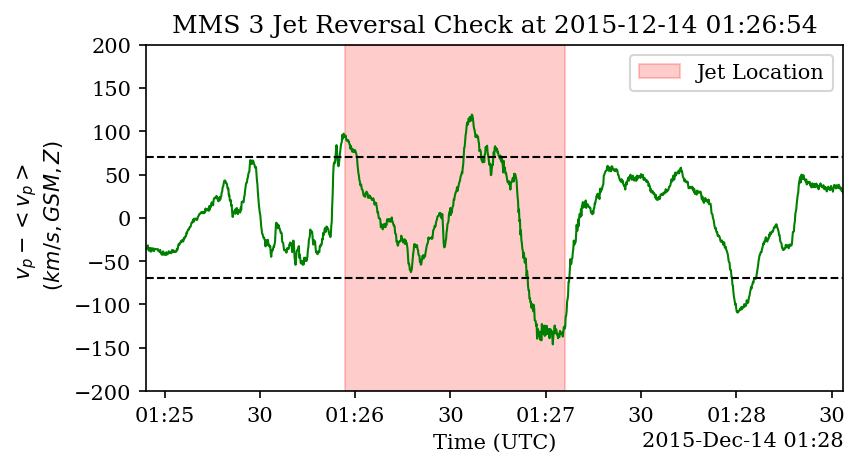 MMS 3 Jet Reversal Check at 2015-12-14 01:26:54
200
150
100
50
0
−50
−100
−150
−200
v_p − < v_p >
(km/s, GSM, Z)
Jet Location
01:25 30 01:26 30 01:27 30 01:28 30
Time (UTC)
2015-Dec-14 01:28